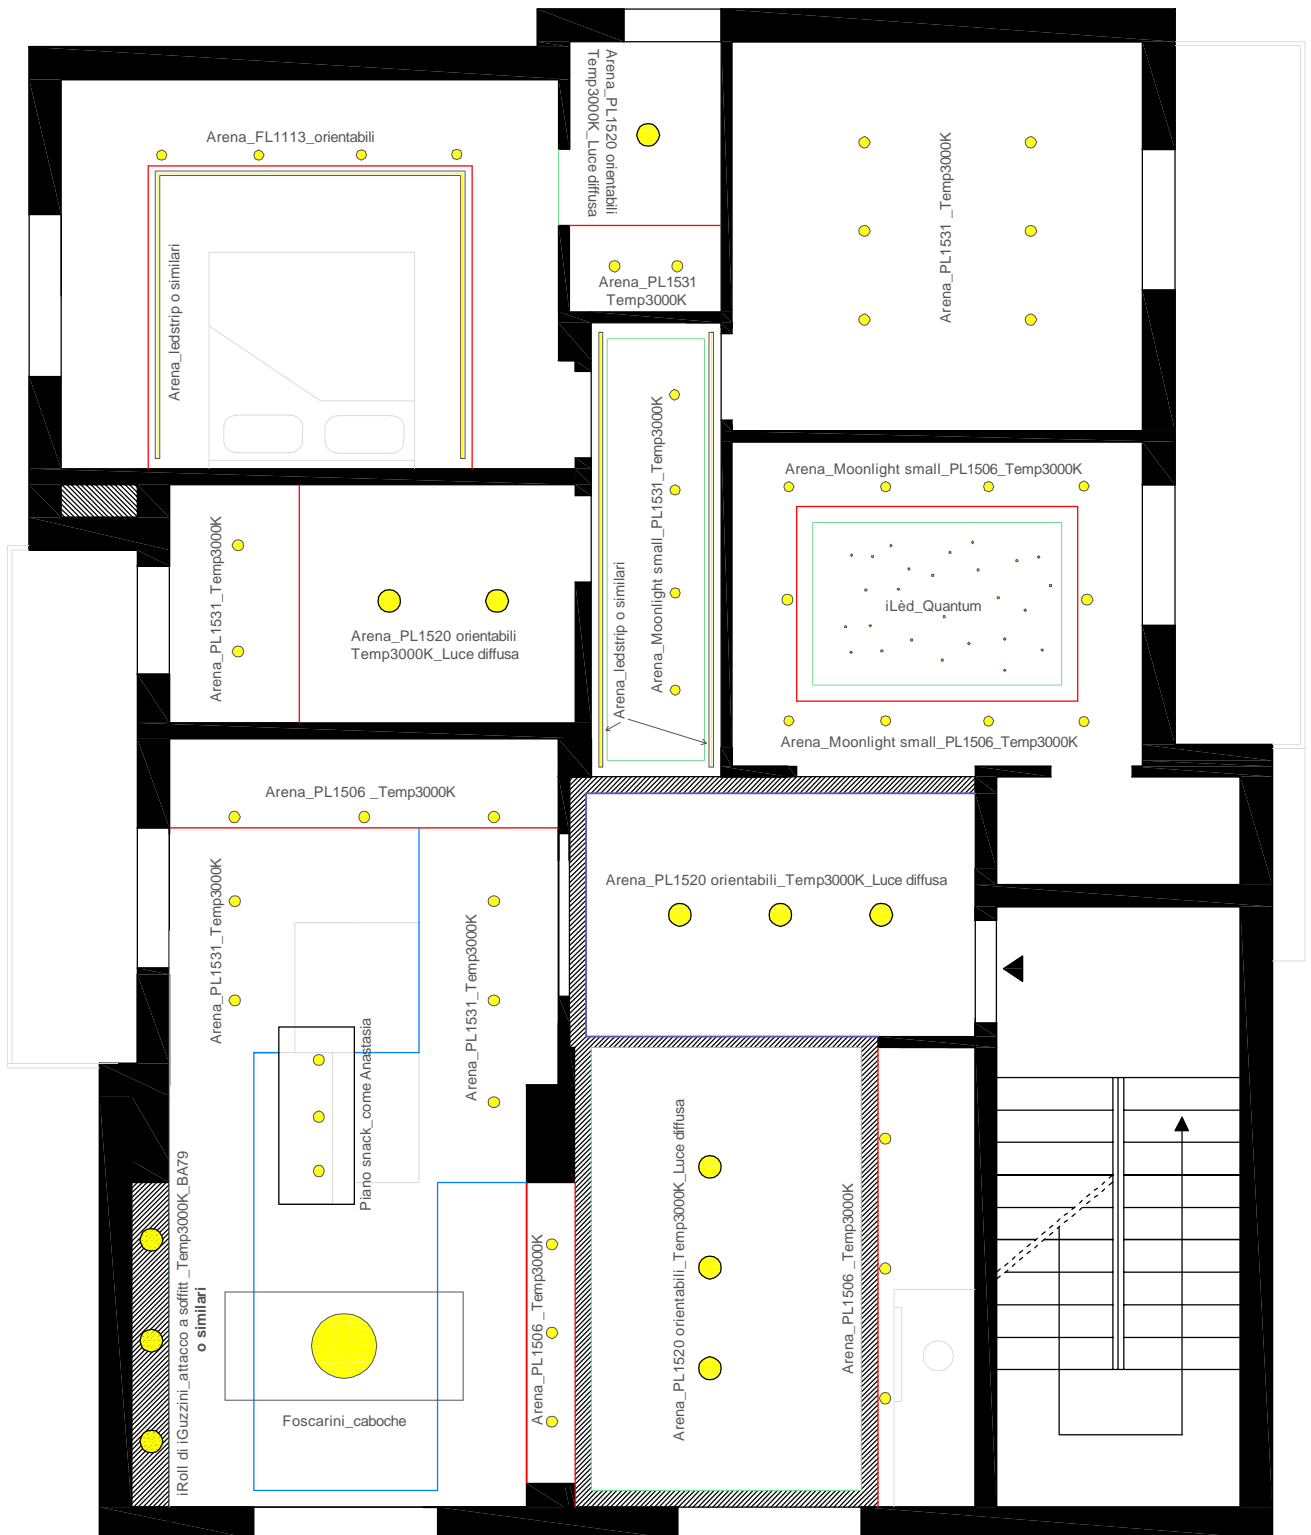 Arena_FL1113_orientabili
Arena_ledstrip o similari
Arena_PL1520 orientabili
Temp3000K_Luce diffusa
Arena_PL1531
Temp3000K
Arena_PL1531 _Temp3000K
Arena_Moonlight small_PL1531_Temp3000K
Arena_ledstrip o similari
Arena_Moonlight small_PL1506_Temp3000K
iLèd_Quantum
Arena_Moonlight small_PL1506_Temp3000K
Arena_PL1531_Temp3000K
Arena_PL1520 orientabili
Temp3000K_Luce diffusa
Arena_PL1506 _Temp3000K
Arena_PL1531_Temp3000K
Arena_PL1531_Temp3000K
Piano snack_come Anastasia
Arena_PL1520 orientabili_Temp3000K_Luce diffusa
iRoll di iGuzzini_attacco a soffitt _Temp3000K_BA79
o similari
Foscarini_caboche
Arena_PL1506 _Temp3000K
Arena_PL1520 orientabili_Temp3000K_Luce diffusa
Arena_PL1506 _Temp3000K